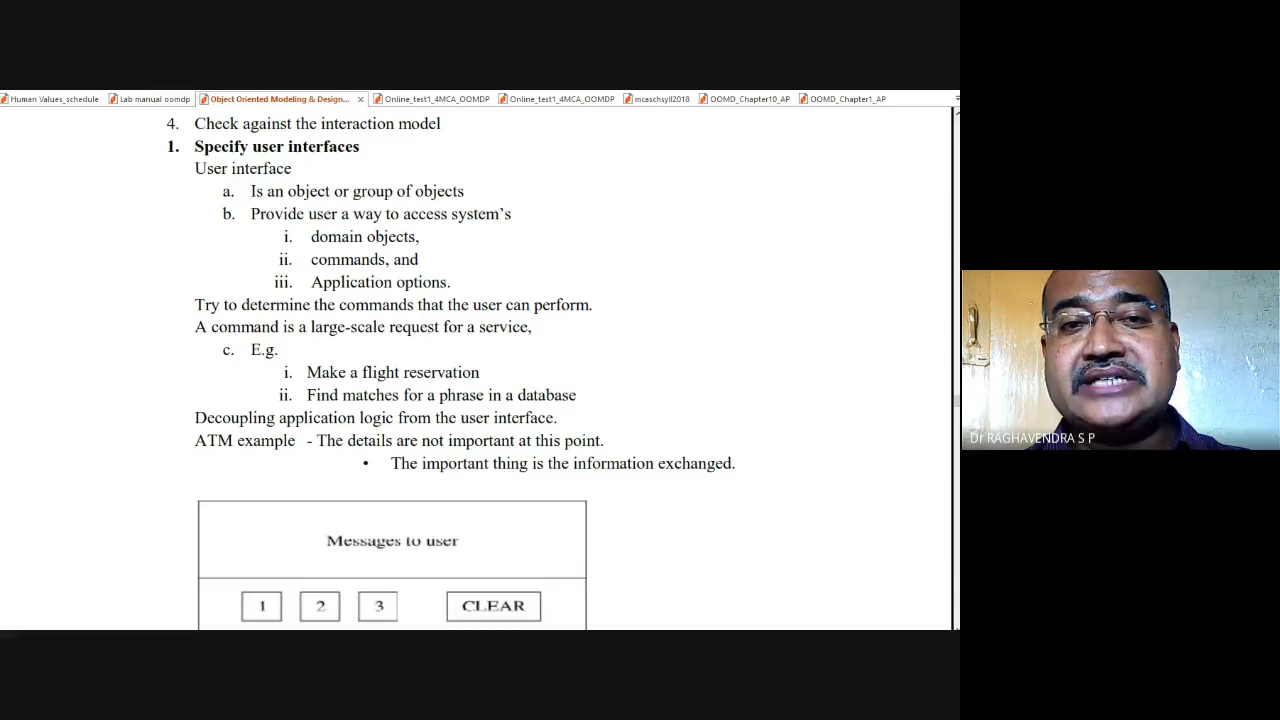 Human Values_schedule Lab manual oomdp Object Oriented Modeling & Design... Online_test1_4MCA_OOMDP Online_test1_4MCA_OOMDP mcaschsyll2018 OOMD_Chapter10_AP OOMD_Chapter1_AP
4. Check against the interaction model
1. Specify user interfaces
User interface
a. Is an object or group of objects
b. Provide user a way to access system's
i. domain objects,
ii. commands, and
iii. Application options.
Try to determine the commands that the user can perform.
A command is a large-scale request for a service,
c. E.g.
i. Make a flight reservation
ii. Find matches for a phrase in a database
Decoupling application logic from the user interface.
ATM example - The details are not important at this point.
• The important thing is the information exchanged.
Messages to user
1 2 3 CLEAR
Dr RAGHAVENDRA S P